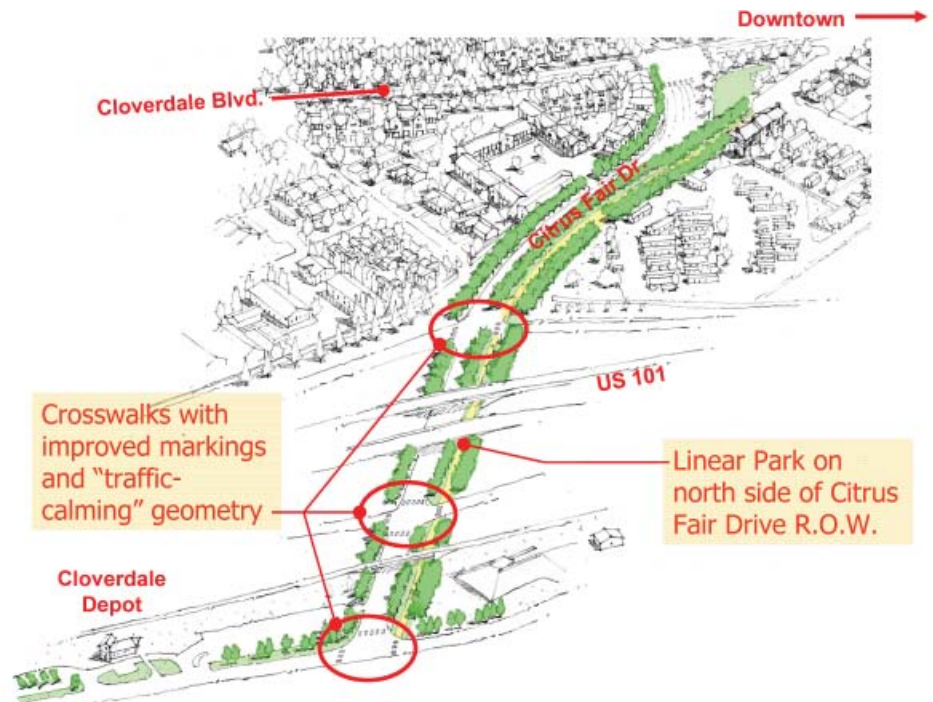 Downtown
Cloverdale Blvd.
Citrus Fair Dr.
US 101
Crosswalks with
improved markings
and “traffic-
calming” geometry
Linear Park on
north side of Citrus
Fair Drive R.O.W.
Cloverdale
Depot